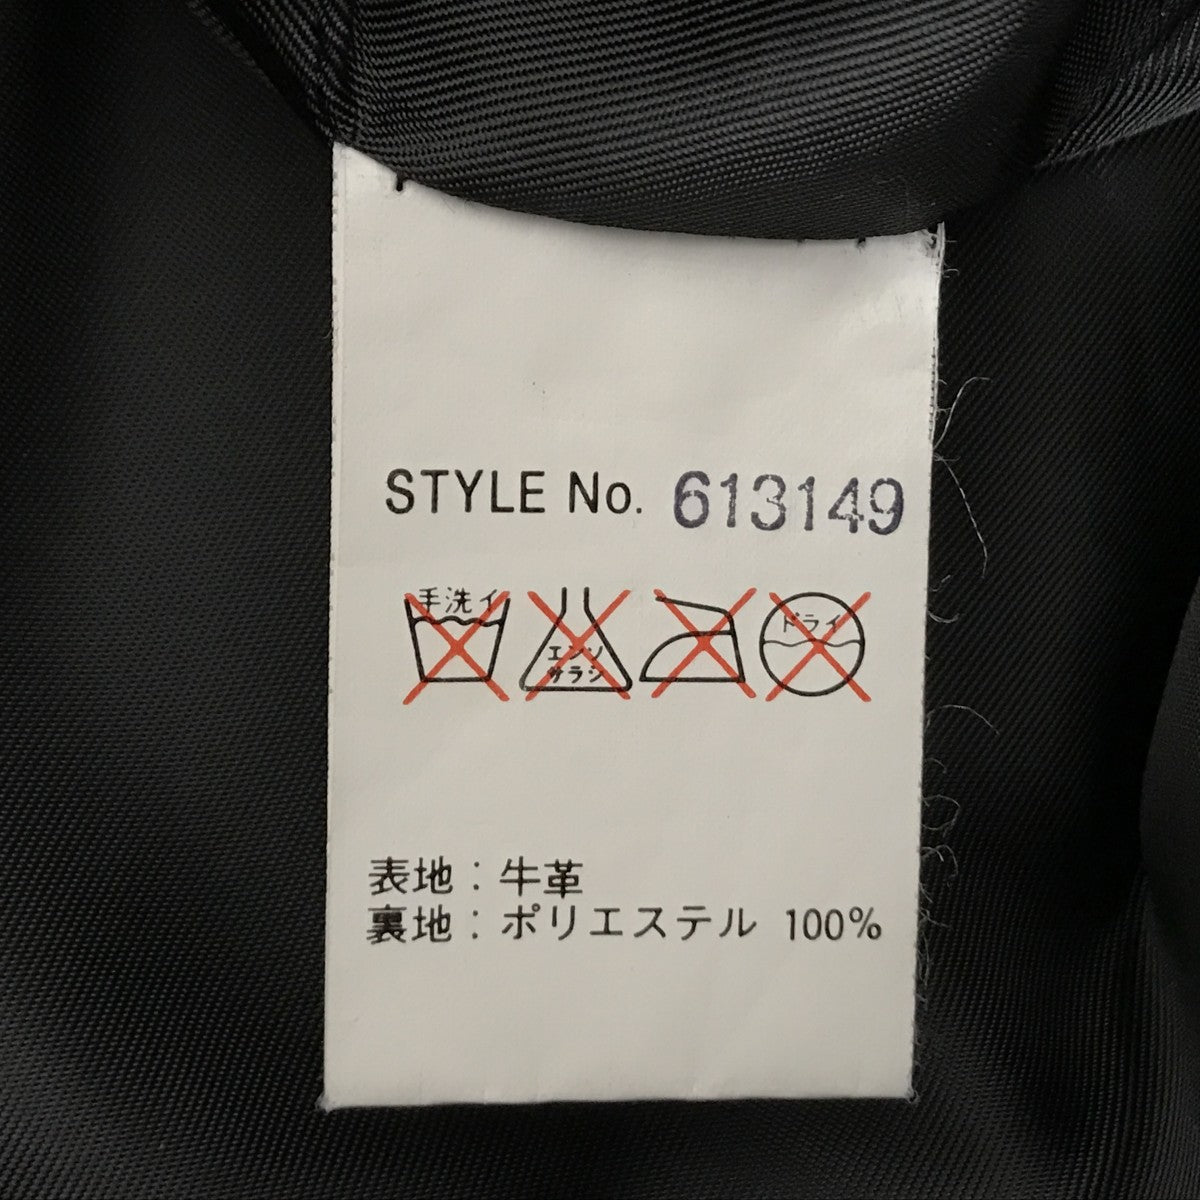 STYLE No. 613149
手洗イ
エンソ
サラシ
ドライ
表地：牛革
裏地：ポリエステル 100%